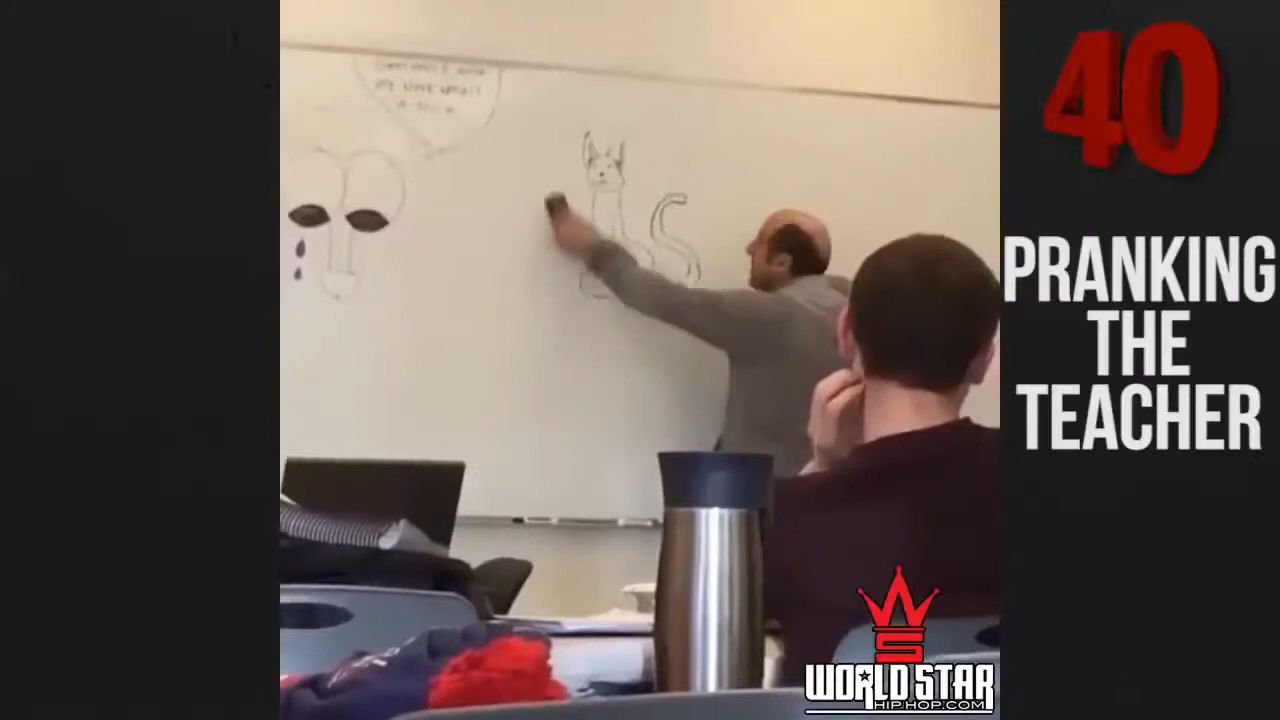 40
PRANKING
THE
TEACHER
WORLD STAR
HIP HOP.COM